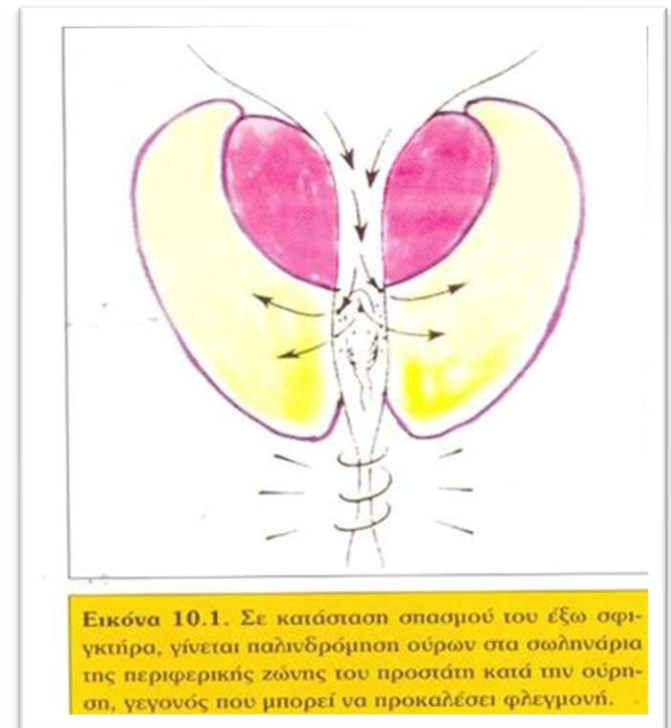 Εικόνα 10.1. Σε κατάσταση σπασμού του έξω σφι-
γκτήρα, γίνεται παλινδρόμηση ούρων στα σωληνάρια
της περιφερικής ζώνης του προστάτη κατά την ούρη-
ση, γεγονός που μπορεί να προκαλέσει φλεγμονή.